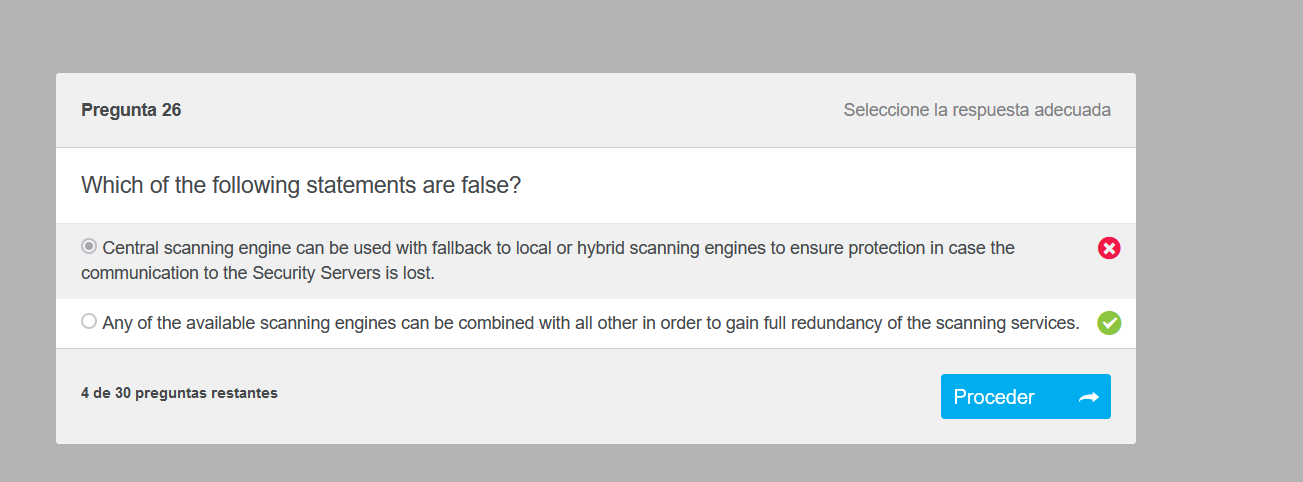 Pregunta 26
Seleccione la respuesta adecuada
Which of the following statements are false?
Central scanning engine can be used with fallback to local or hybrid scanning engines to ensure protection in case the
communication to the Security Servers is lost.
Any of the available scanning engines can be combined with all other in order to gain full redundancy of the scanning services.
4 de 30 preguntas restantes
Proceder